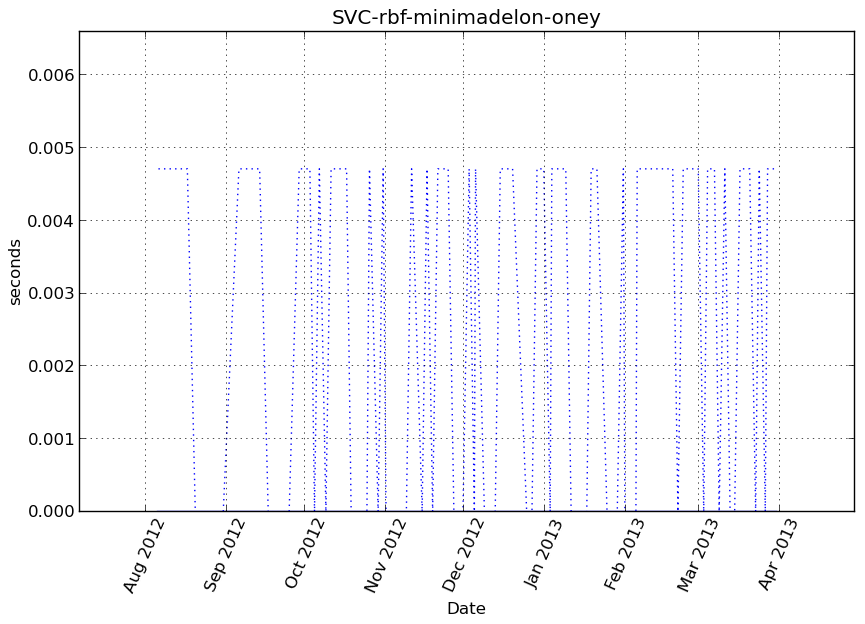 SVC-rbf-minimadelon-oney
0.006
0.005
0.004
0.003
0.002
0.001
0.000
seconds
Aug 2012
Sep 2012
Oct 2012
Nov 2012
Dec 2012
Jan 2013
Feb 2013
Mar 2013
Apr 2013
Date